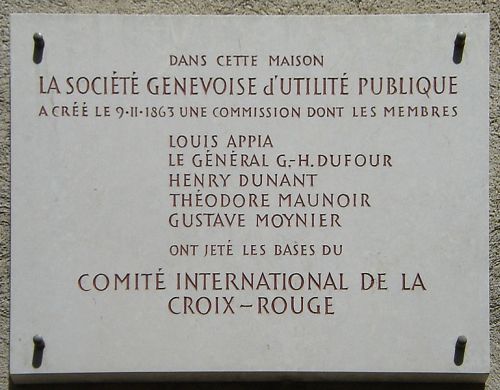 DANS CETTE MAISON
LA SOCIÉTÉ GENEVOISE d'UTILITÉ PUBLIQUE
A CRÉÉ LE 9·II·1863 UNE COMMISSION DONT LES MEMBRES
LOUIS APPIA
LE GÉNÉRAL G.-H. DUFOUR
HENRY DUNANT
THÉODORE MAUNOIR
GUSTAVE MOYNIER
ONT JETÉ LES BASES DU
COMITÉ INTERNATIONAL DE LA
CROIX-ROUGE